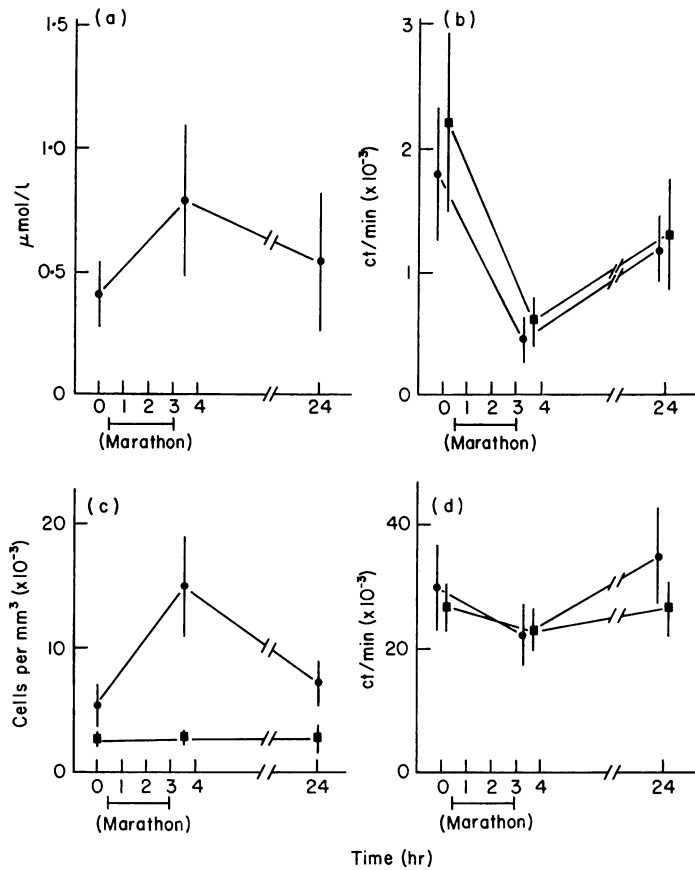 (a)
1·5
1·0
0·5
0
μmol/l
0 1 2 3 4 24
(Marathon)
(b)
3
2
1
0
ct/min (x10⁻³)
0 1 2 3 4 24
(Marathon)
(c)
20
10
0
Cells per mm³ (x10⁻³)
0 1 2 3 4 24
(Marathon)
(d)
40
20
0
ct/min (x10⁻³)
0 1 2 3 4 24
(Marathon)
Time (hr)